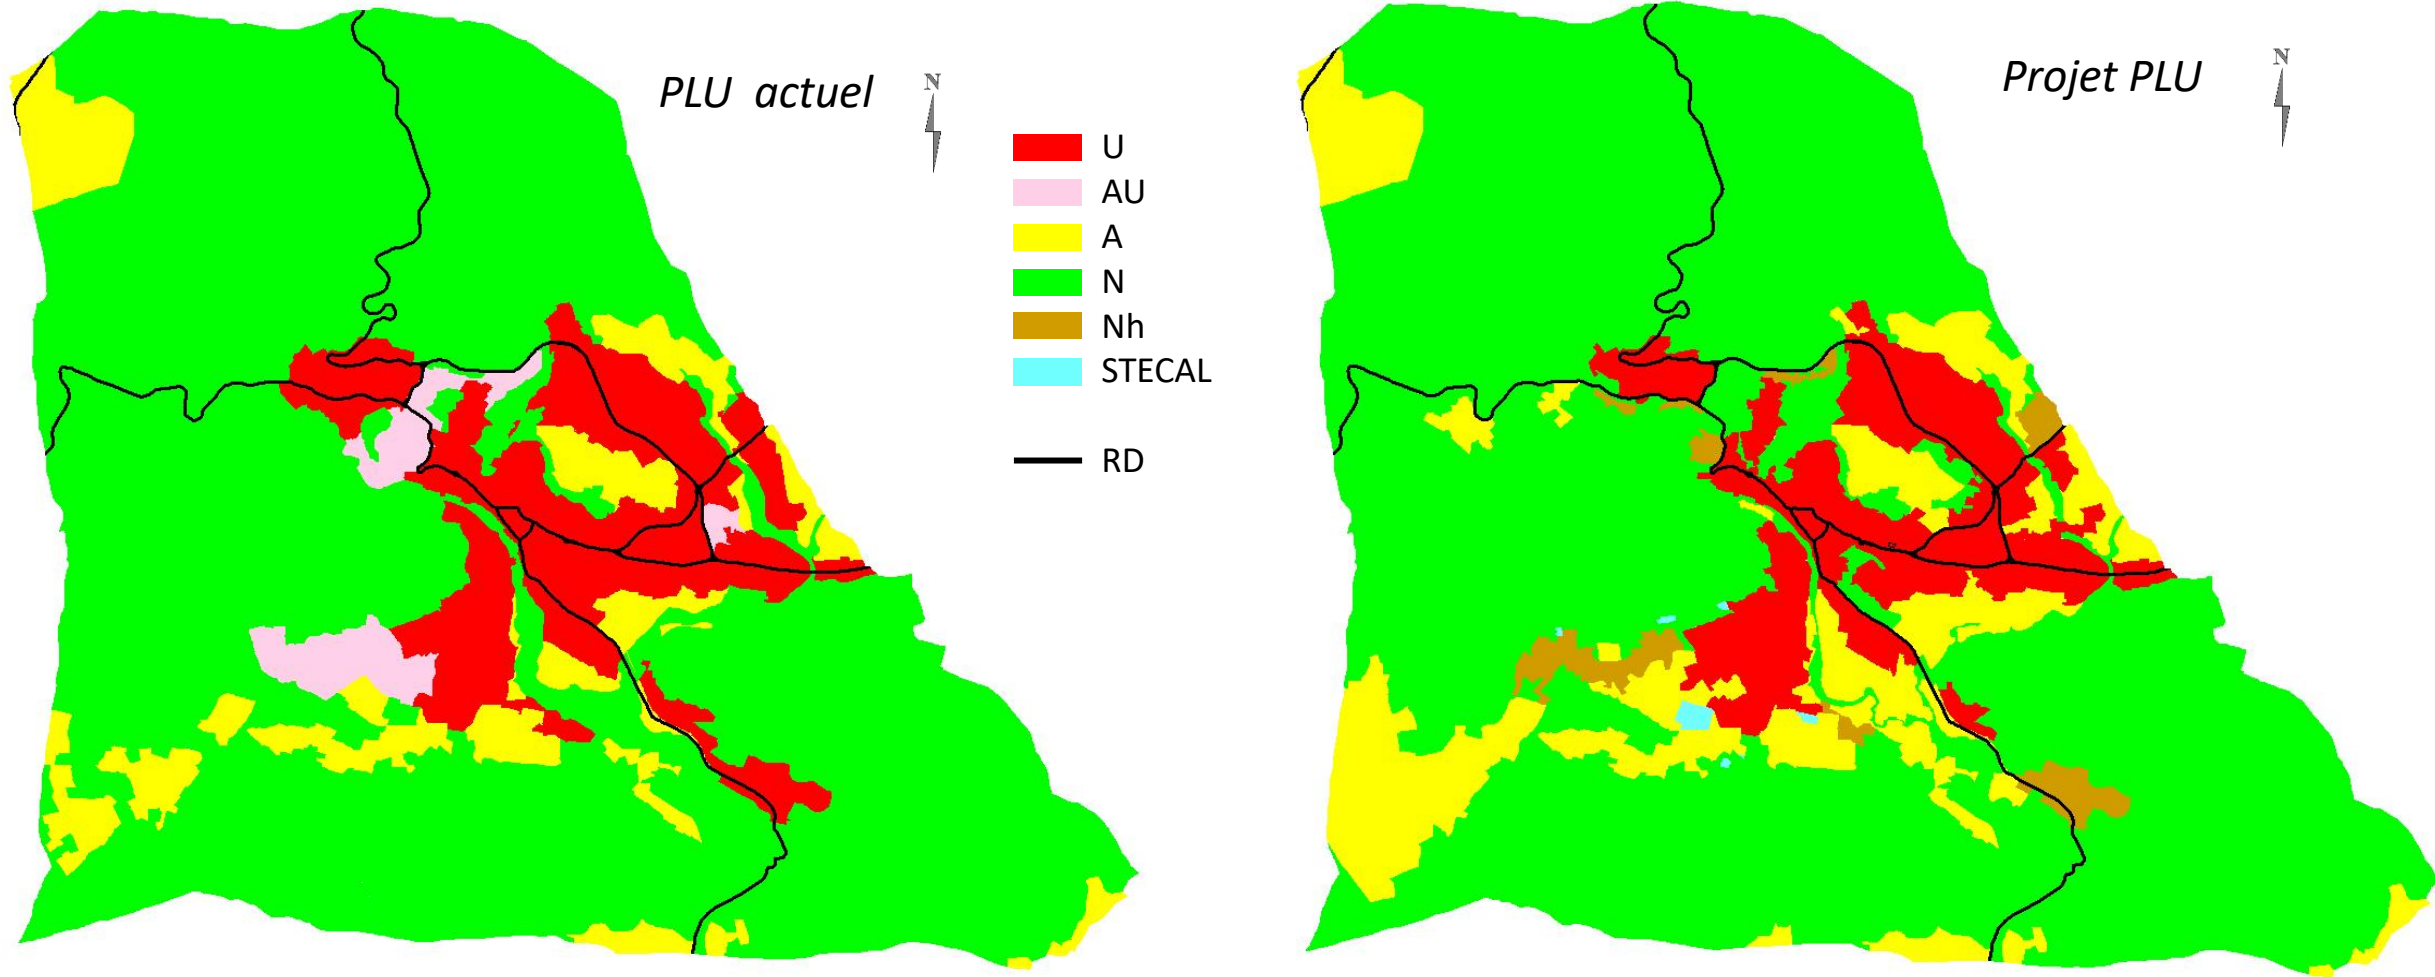 PLU actuel
N
U
AU
A
N
Nh
STECAL
RD
Projet PLU
N